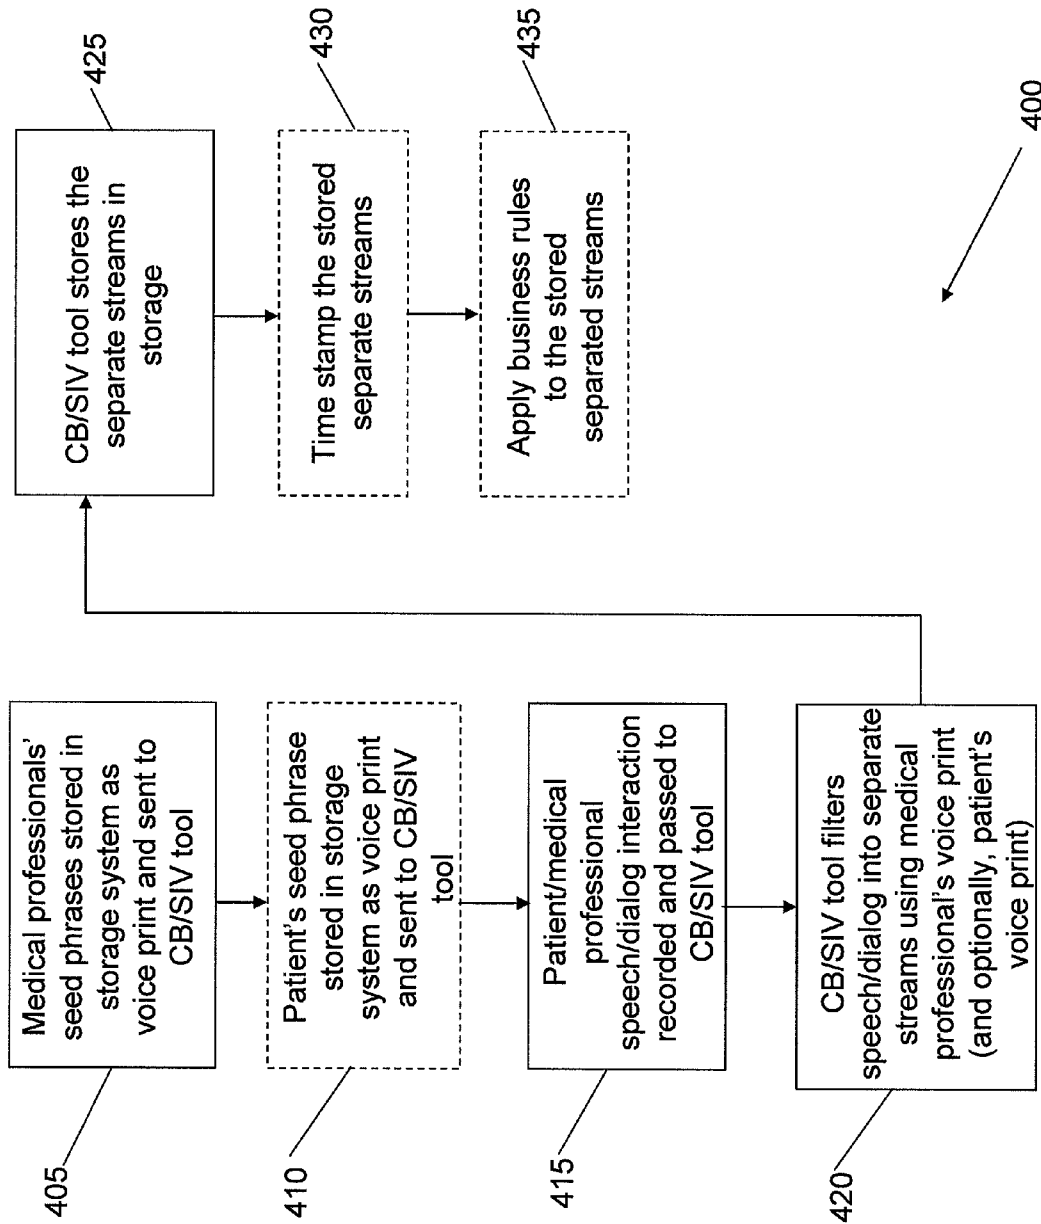 405
Medical professionals'
seed phrases stored in
storage system as
voice print and sent to
CB/SIV tool
410
Patient's seed phrase
stored in storage
system as voice print
and sent to CB/SIV
tool
415
Patient/medical
professional
speech/dialog interaction
recorded and passed to
CB/SIV tool
420
CB/SIV tool filters
speech/dialog into separate
streams using medical
professional's voice print
(and optionally, patient's
voice print)
425
CB/SIV tool stores the
separate streams in
storage
430
Time stamp the stored
separate streams
435
Apply business rules
to the stored
separated streams
400